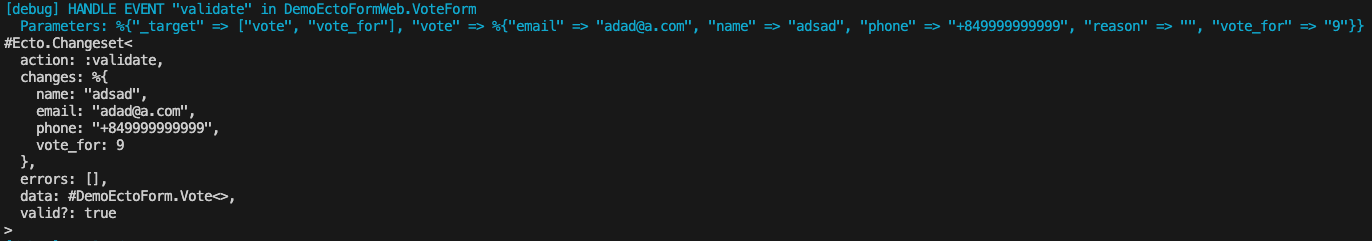 [debug] HANDLE EVENT "validate" in DemoEctoFormWeb.VoteForm
  Parameters: %{"_target" => ["vote", "vote_for"], "vote" => %{"email" => "adad@a.com", "name" => "adsad", "phone" => "+849999999999", "reason" => "", "vote_for" => "9"}}
#Ecto.Changeset<
  action: :validate,
  changes: %{
    name: "adsad",
    email: "adad@a.com",
    phone: "+849999999999",
    vote_for: 9
  },
  errors: [],
  data: #DemoEctoForm.Vote<>,
  valid?: true
>